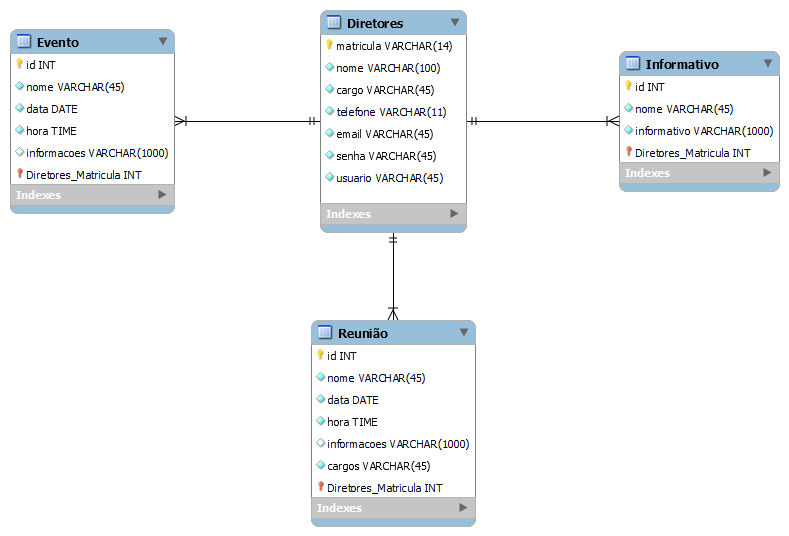 Evento
id INT
nome VARCHAR(45)
data DATE
hora TIME
informacoes VARCHAR(1000)
Diretores_Matricula INT
Indexes
Diretores
matricula VARCHAR(14)
nome VARCHAR(100)
cargo VARCHAR(45)
telefone VARCHAR(11)
email VARCHAR(45)
senha VARCHAR(45)
usuario VARCHAR(45)
Indexes
Informativo
id INT
nome VARCHAR(45)
informativo VARCHAR(1000)
Diretores_Matricula INT
Indexes
Reunião
id INT
nome VARCHAR(45)
data DATE
hora TIME
informacoes VARCHAR(1000)
cargos VARCHAR(45)
Diretores_Matricula INT
Indexes